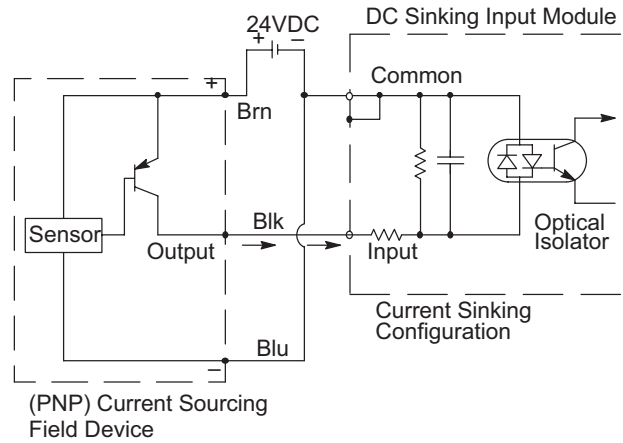 24VDC
+ −
DC Sinking Input Module
+
Brn
Common
Sensor
Output
Blk
Input
Optical
Isolator
Current Sinking
Configuration
Blu
−
(PNP) Current Sourcing
Field Device